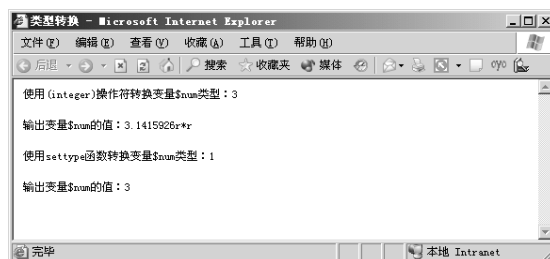 类型转换 - Microsoft Internet Explorer
文件(F) 编辑(E) 查看(V) 收藏(A) 工具(T) 帮助(H)
后退 搜索 收藏夹 媒体
使用(integer)操作符转换变量$num类型：3
输出变量$num的值：3.1415926r*r
使用settype函数转换变量$num类型：1
输出变量$num的值：3
完毕 本地 Intranet